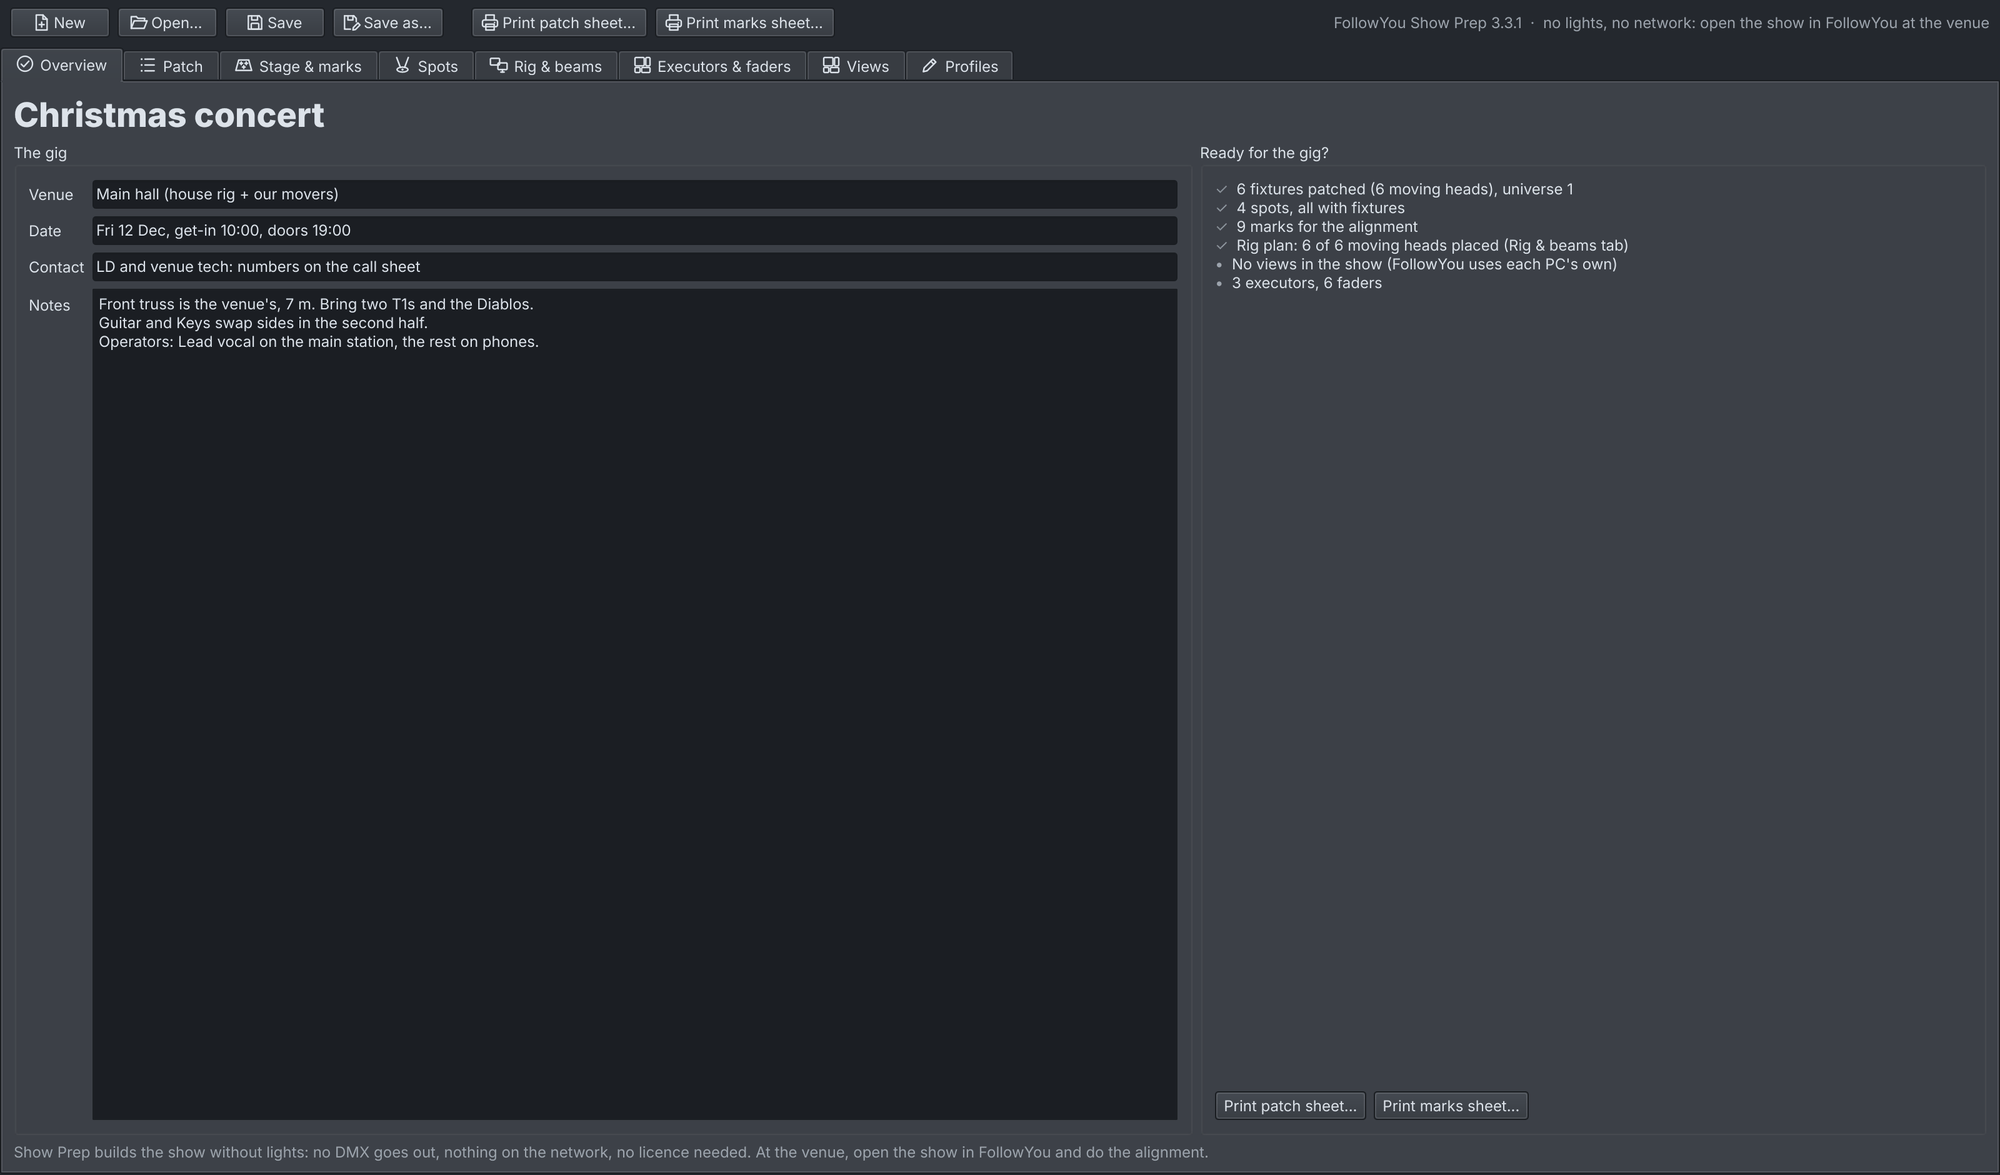 New
Open...
Save
Save as...
Print patch sheet...
Print marks sheet...
FollowYou Show Prep 3.3.1 · no lights, no network: open the show in FollowYou at the venue
Overview
Patch
Stage & marks
Spots
Rig & beams
Executors & faders
Views
Profiles
Christmas concert
The gig
Venue
Main hall (house rig + our movers)
Date
Fri 12 Dec, get-in 10:00, doors 19:00
Contact
LD and venue tech: numbers on the call sheet
Notes
Front truss is the venue's, 7 m. Bring two T1s and the Diablos.
Guitar and Keys swap sides in the second half.
Operators: Lead vocal on the main station, the rest on phones.
Ready for the gig?
✓ 6 fixtures patched (6 moving heads), universe 1
✓ 4 spots, all with fixtures
✓ 9 marks for the alignment
✓ Rig plan: 6 of 6 moving heads placed (Rig & beams tab)
• No views in the show (FollowYou uses each PC's own)
• 3 executors, 6 faders
Print patch sheet...
Print marks sheet...
Show Prep builds the show without lights: no DMX goes out, nothing on the network, no licence needed. At the venue, open the show in FollowYou and do the alignment.